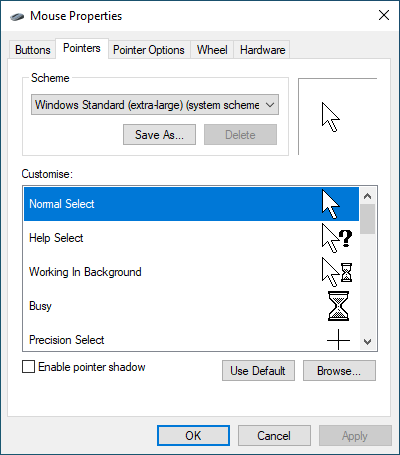 Mouse Properties
Buttons Pointers Pointer Options Wheel Hardware
Scheme
Windows Standard (extra-large) (system scheme
Save As... Delete
Customise:
Normal Select
Help Select
Working In Background
Busy
Precision Select
Enable pointer shadow Use Default Browse...
OK Cancel Apply